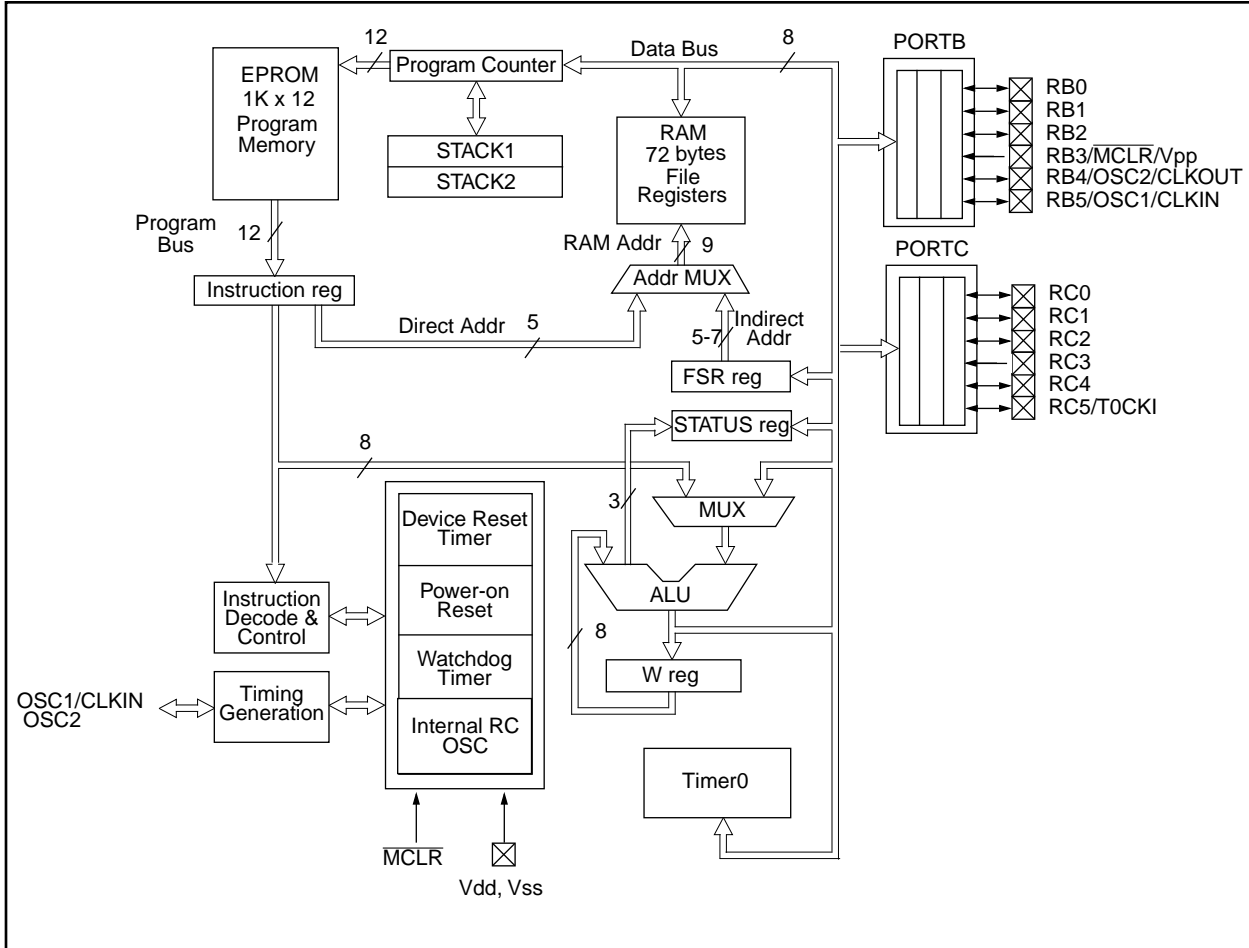 12
EPROM
1K x 12
Program
Memory
Program Counter
STACK1
STACK2
Data Bus
8
RAM
72 bytes
File
Registers
PORTB
RB0
RB1
RB2
RB3/MCLR/Vpp
RB4/OSC2/CLKOUT
RB5/OSC1/CLKIN
Program
Bus
12
RAM Addr
9
Addr MUX
Instruction reg
Direct Addr
5
5-7
Indirect
Addr
FSR reg
STATUS reg
PORTC
RC0
RC1
RC2
RC3
RC4
RC5/T0CKI
8
3
MUX
ALU
8
W reg
Device Reset
Timer
Power-on
Reset
Watchdog
Timer
Internal RC
OSC
Instruction
Decode &
Control
Timing
Generation
OSC1/CLKIN
OSC2
Timer0
MCLR
Vdd, Vss